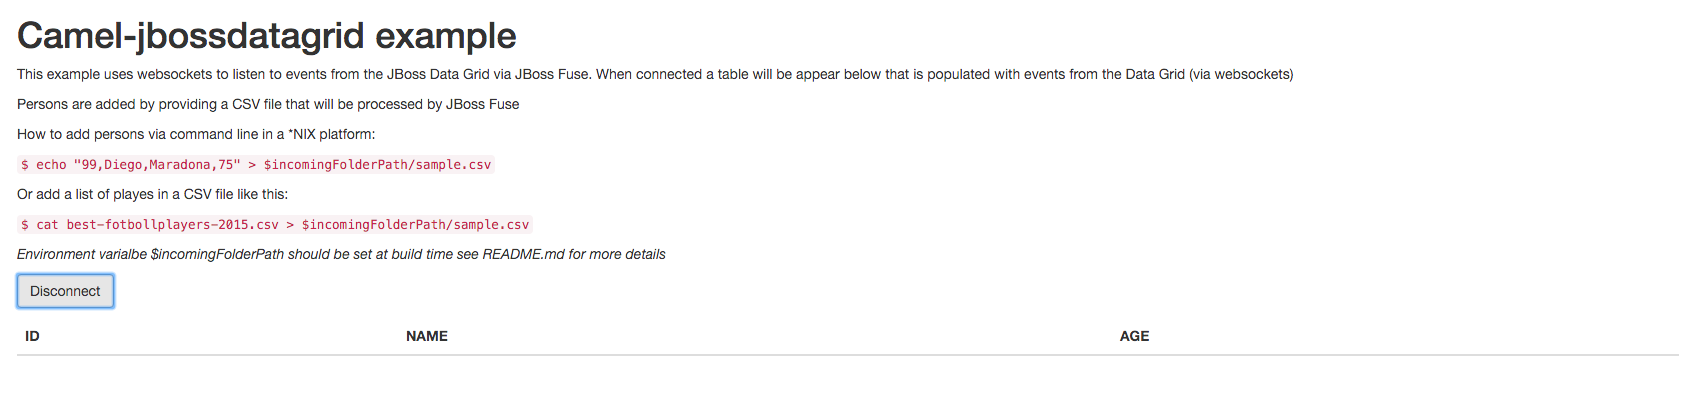 Camel-jbossdatagrid example
This example uses websockets to listen to events from the JBoss Data Grid via JBoss Fuse. When connected a table will be appear below that is populated with events from the Data Grid (via websockets)
Persons are added by providing a CSV file that will be processed by JBoss Fuse
How to add persons via command line in a *NIX platform:
$ echo "99,Diego,Maradona,75" > $incomingFolderPath/sample.csv
Or add a list of playes in a CSV file like this:
$ cat best-fotbollplayers-2015.csv > $incomingFolderPath/sample.csv
Environment varialbe $incomingFolderPath should be set at build time see README.md for more details
Disconnect
ID NAME AGE